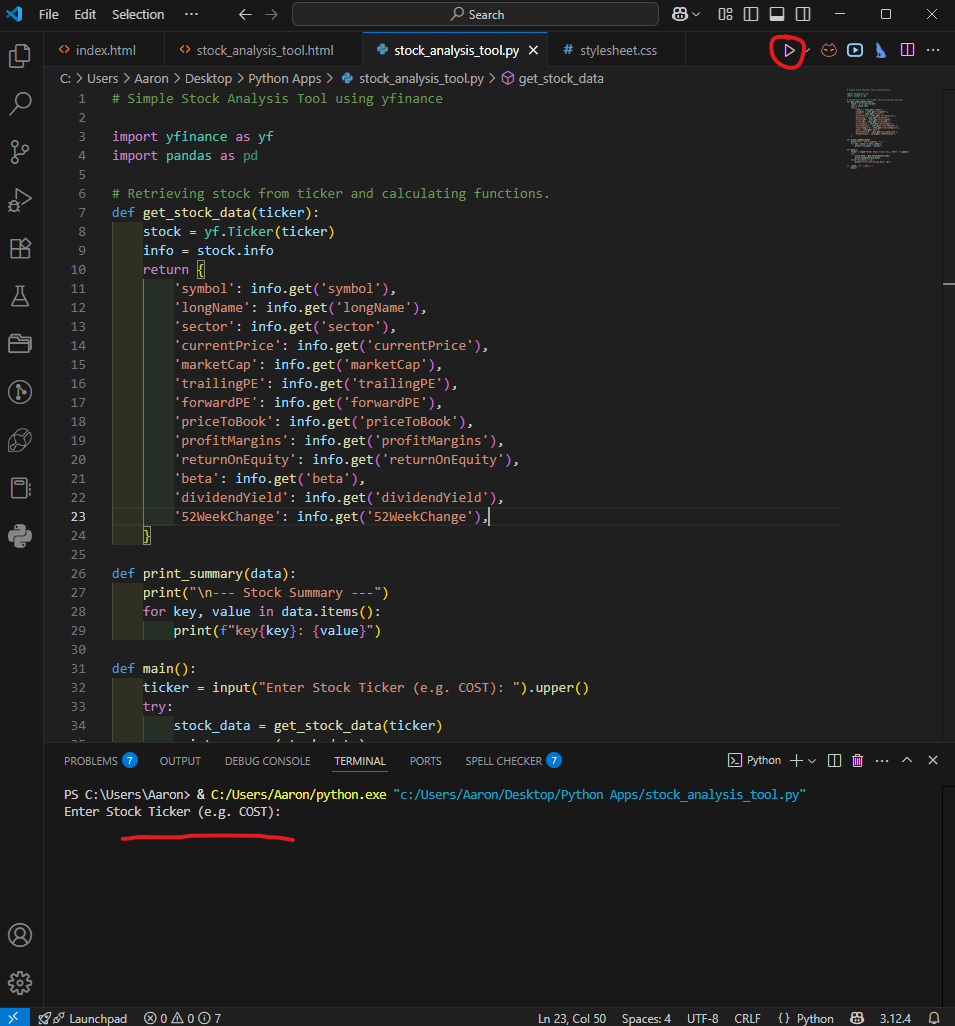 File Edit Selection ··· Search
index.html stock_analysis_tool.html stock_analysis_tool.py stylesheet.css
C: > Users > Aaron > Desktop > Python Apps > stock_analysis_tool.py > get_stock_data
1 # Simple Stock Analysis Tool using yfinance
2
3 import yfinance as yf
4 import pandas as pd
5
6 # Retrieving stock from ticker and calculating functions.
7 def get_stock_data(ticker):
8 stock = yf.Ticker(ticker)
9 info = stock.info
10 return {
11 'symbol': info.get('symbol'),
12 'longName': info.get('longName'),
13 'sector': info.get('sector'),
14 'currentPrice': info.get('currentPrice'),
15 'marketCap': info.get('marketCap'),
16 'trailingPE': info.get('trailingPE'),
17 'forwardPE': info.get('forwardPE'),
18 'priceToBook': info.get('priceToBook'),
19 'profitMargins': info.get('profitMargins'),
20 'returnOnEquity': info.get('returnOnEquity'),
21 'beta': info.get('beta'),
22 'dividendYield': info.get('dividendYield'),
23 '52WeekChange': info.get('52WeekChange'),
24 }
25
26 def print_summary(data):
27 print("\n--- Stock Summary ---")
28 for key, value in data.items():
29 print(f"key{key}: {value}")
30
31 def main():
32 ticker = input("Enter Stock Ticker (e.g. COST): ").upper()
33 try:
34 stock_data = get_stock_data(ticker)
PROBLEMS 7 OUTPUT DEBUG CONSOLE TERMINAL PORTS SPELL CHECKER 7 Python
PS C:\Users\Aaron> & C:/Users/Aaron/python.exe "c:/Users/Aaron/Desktop/Python Apps/stock_analysis_tool.py"
Enter Stock Ticker (e.g. COST):
Launchpad 0 0 7 Ln 23, Col 50 Spaces: 4 UTF-8 CRLF {} Python 3.12.4